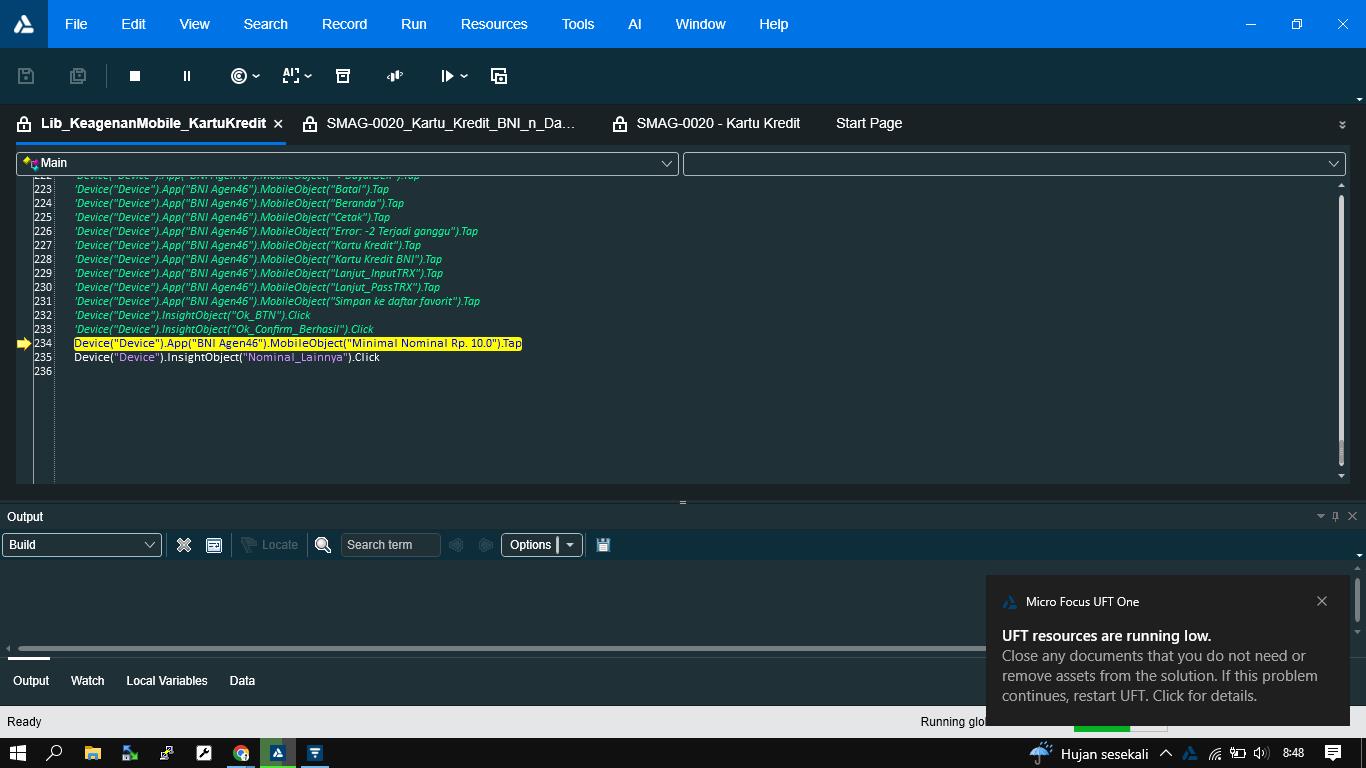 File Edit View Search Record Run Resources Tools AI Window Help
Lib_KeagenanMobile_KartuKredit SMAG-0020_Kartu_Kredit_BNI_n_Da... SMAG-0020 - Kartu Kredit Start Page
Main
223 'Device("Device").App("BNI Agen46").MobileObject("Batal").Tap
224 'Device("Device").App("BNI Agen46").MobileObject("Beranda").Tap
225 'Device("Device").App("BNI Agen46").MobileObject("Cetak").Tap
226 'Device("Device").App("BNI Agen46").MobileObject("Error: -2 Terjadi ganggu").Tap
227 'Device("Device").App("BNI Agen46").MobileObject("Kartu Kredit").Tap
228 'Device("Device").App("BNI Agen46").MobileObject("Kartu Kredit BNI").Tap
229 'Device("Device").App("BNI Agen46").MobileObject("Lanjut_InputTRX").Tap
230 'Device("Device").App("BNI Agen46").MobileObject("Lanjut_PassTRX").Tap
231 'Device("Device").App("BNI Agen46").MobileObject("Simpan ke daftar favorit").Tap
232 'Device("Device").InsightObject("Ok_BTN").Click
233 'Device("Device").InsightObject("Ok_Confirm_Berhasil").Click
234 Device("Device").App("BNI Agen46").MobileObject("Minimal Nominal Rp. 10.0").Tap
235 Device("Device").InsightObject("Nominal_Lainnya").Click
236
Output
Build Locate Search term Options
Micro Focus UFT One
UFT resources are running low.
Close any documents that you do not need or
remove assets from the solution. If this problem
continues, restart UFT. Click for details.
Output Watch Local Variables Data
Ready Running glo
Hujan sesekali 8:48